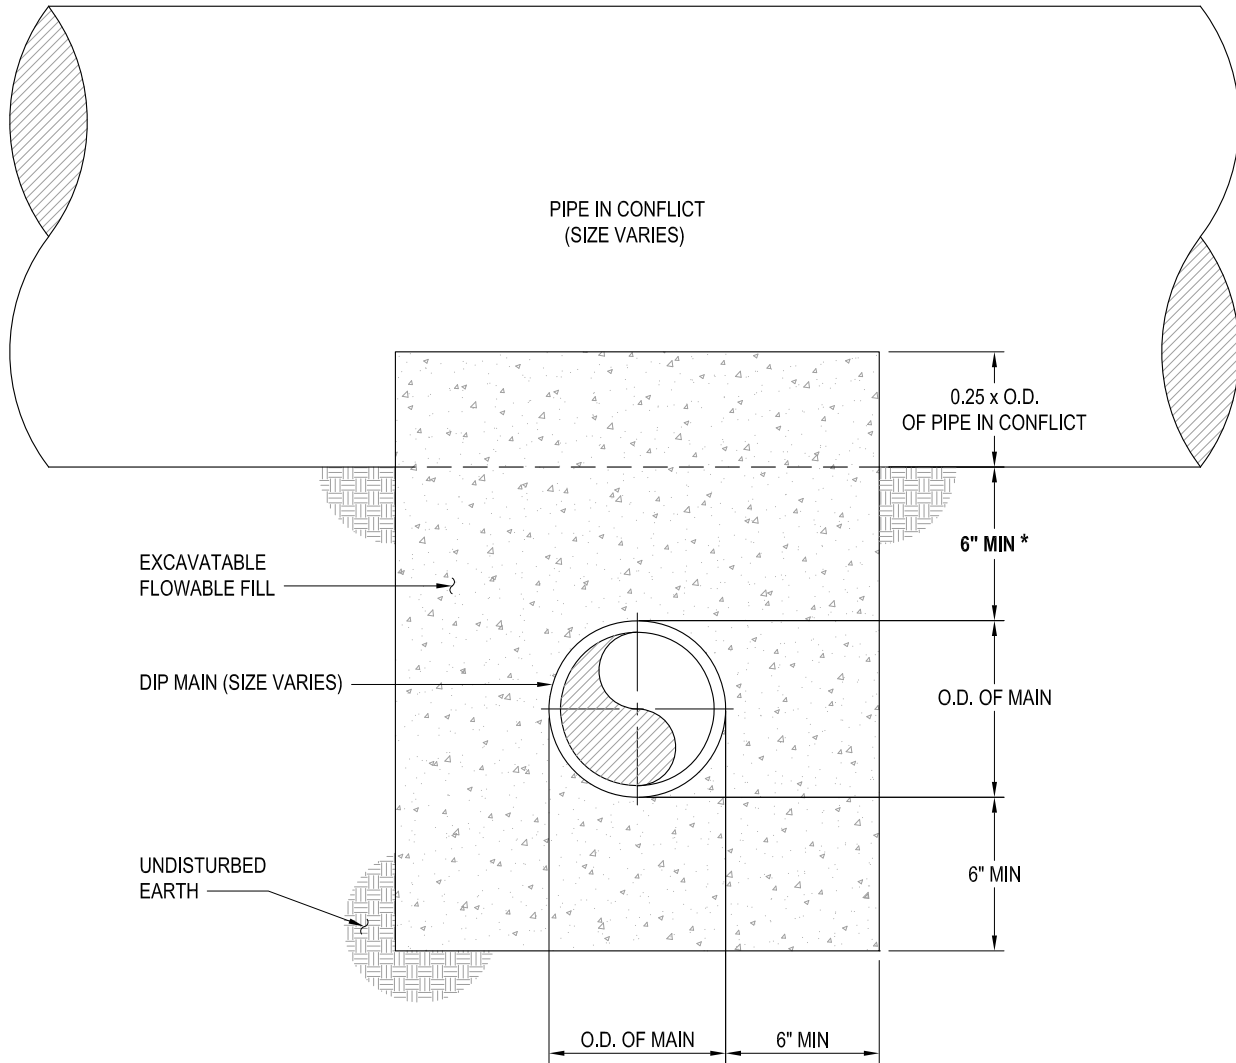 PIPE IN CONFLICT
(SIZE VARIES)
0.25 x O.D.
OF PIPE IN CONFLICT
6" MIN *
EXCAVATABLE
FLOWABLE FILL
DIP MAIN (SIZE VARIES)
O.D. OF MAIN
UNDISTURBED
EARTH
6" MIN
O.D. OF MAIN
6" MIN